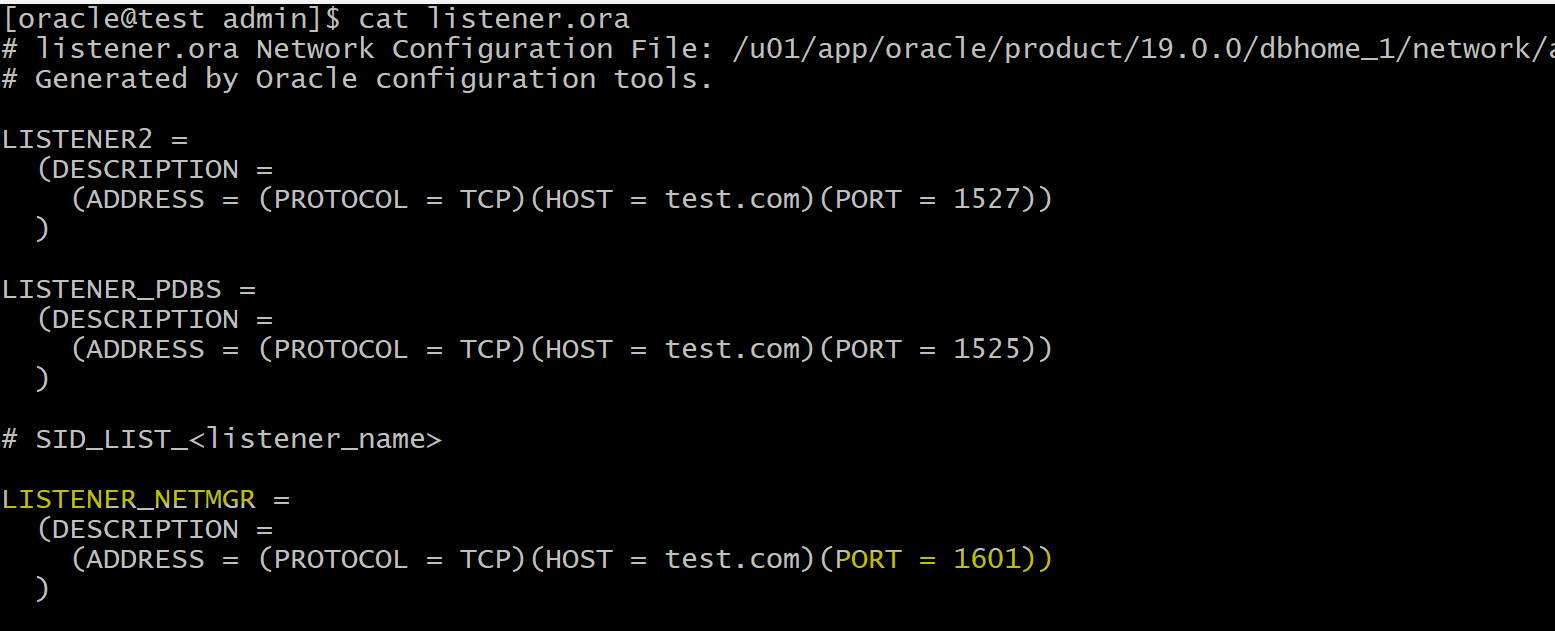 [oracle@test admin]$ cat listener.ora
# listener.ora Network Configuration File: /u01/app/oracle/product/19.0.0/dbhome_1/network/
# Generated by Oracle configuration tools.
LISTENER2 =
(DESCRIPTION =
(ADDRESS = (PROTOCOL = TCP)(HOST = test.com)(PORT = 1527))
)
LISTENER_PDBS =
(DESCRIPTION =
(ADDRESS = (PROTOCOL = TCP)(HOST = test.com)(PORT = 1525))
)
# SID_LIST_<listener_name>
LISTENER_NETMGR =
(DESCRIPTION =
(ADDRESS = (PROTOCOL = TCP)(HOST = test.com)(PORT = 1601))
)